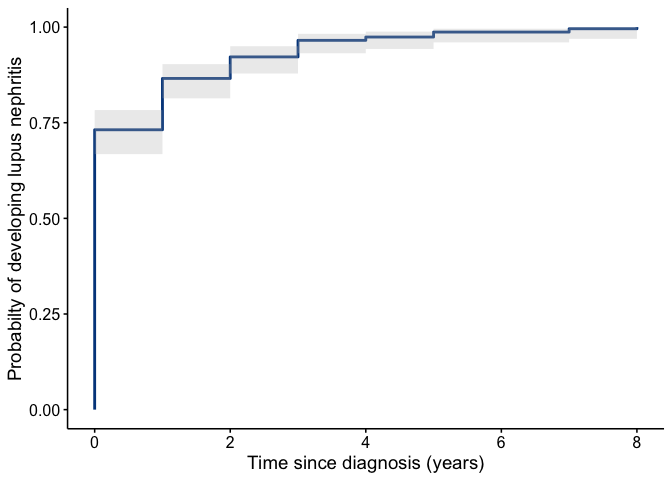 Probabilty of developing lupus nephritis
1.00
0.75
0.50
0.25
0.00
0 2 4 6 8
Time since diagnosis (years)